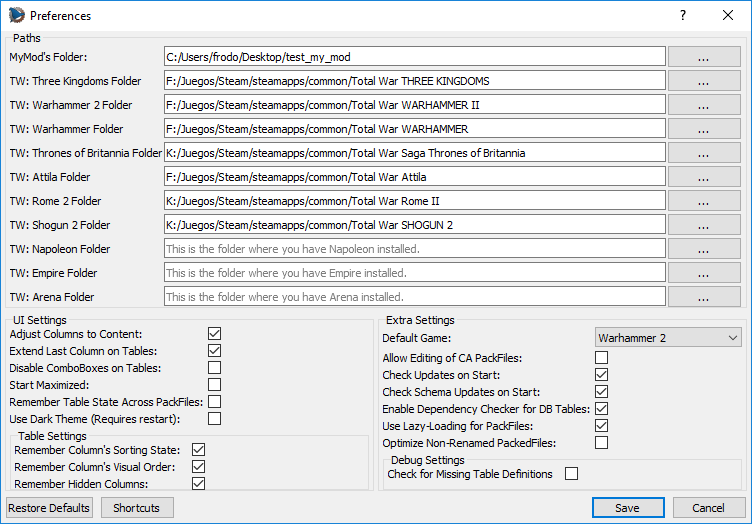 Preferences
Paths
MyMod's Folder: C:/Users/frodo/Desktop/test_my_mod ...
TW: Three Kingdoms Folder F:/Juegos/Steam/steamapps/common/Total War THREE KINGDOMS ...
TW: Warhammer 2 Folder F:/Juegos/Steam/steamapps/common/Total War WARHAMMER II ...
TW: Warhammer Folder F:/Juegos/Steam/steamapps/common/Total War WARHAMMER ...
TW: Thrones of Britannia Folder K:/Juegos/Steam/steamapps/common/Total War Saga Thrones of Britannia ...
TW: Attila Folder F:/Juegos/Steam/steamapps/common/Total War Attila ...
TW: Rome 2 Folder K:/Juegos/Steam/steamapps/common/Total War Rome II ...
TW: Shogun 2 Folder K:/Juegos/Steam/steamapps/common/Total War SHOGUN 2 ...
TW: Napoleon Folder This is the folder where you have Napoleon installed. ...
TW: Empire Folder This is the folder where you have Empire installed. ...
TW: Arena Folder This is the folder where you have Arena installed. ...
UI Settings
Adjust Columns to Content:
Extend Last Column on Tables:
Disable ComboBoxes on Tables:
Start Maximized:
Remember Table State Across PackFiles:
Use Dark Theme (Requires restart):
Table Settings
Remember Column's Sorting State:
Remember Column's Visual Order:
Remember Hidden Columns:
Extra Settings
Default Game: Warhammer 2
Allow Editing of CA PackFiles:
Check Updates on Start:
Check Schema Updates on Start:
Enable Dependency Checker for DB Tables:
Use Lazy-Loading for PackFiles:
Optimize Non-Renamed PackedFiles:
Debug Settings
Check for Missing Table Definitions
Restore Defaults Shortcuts Save Cancel